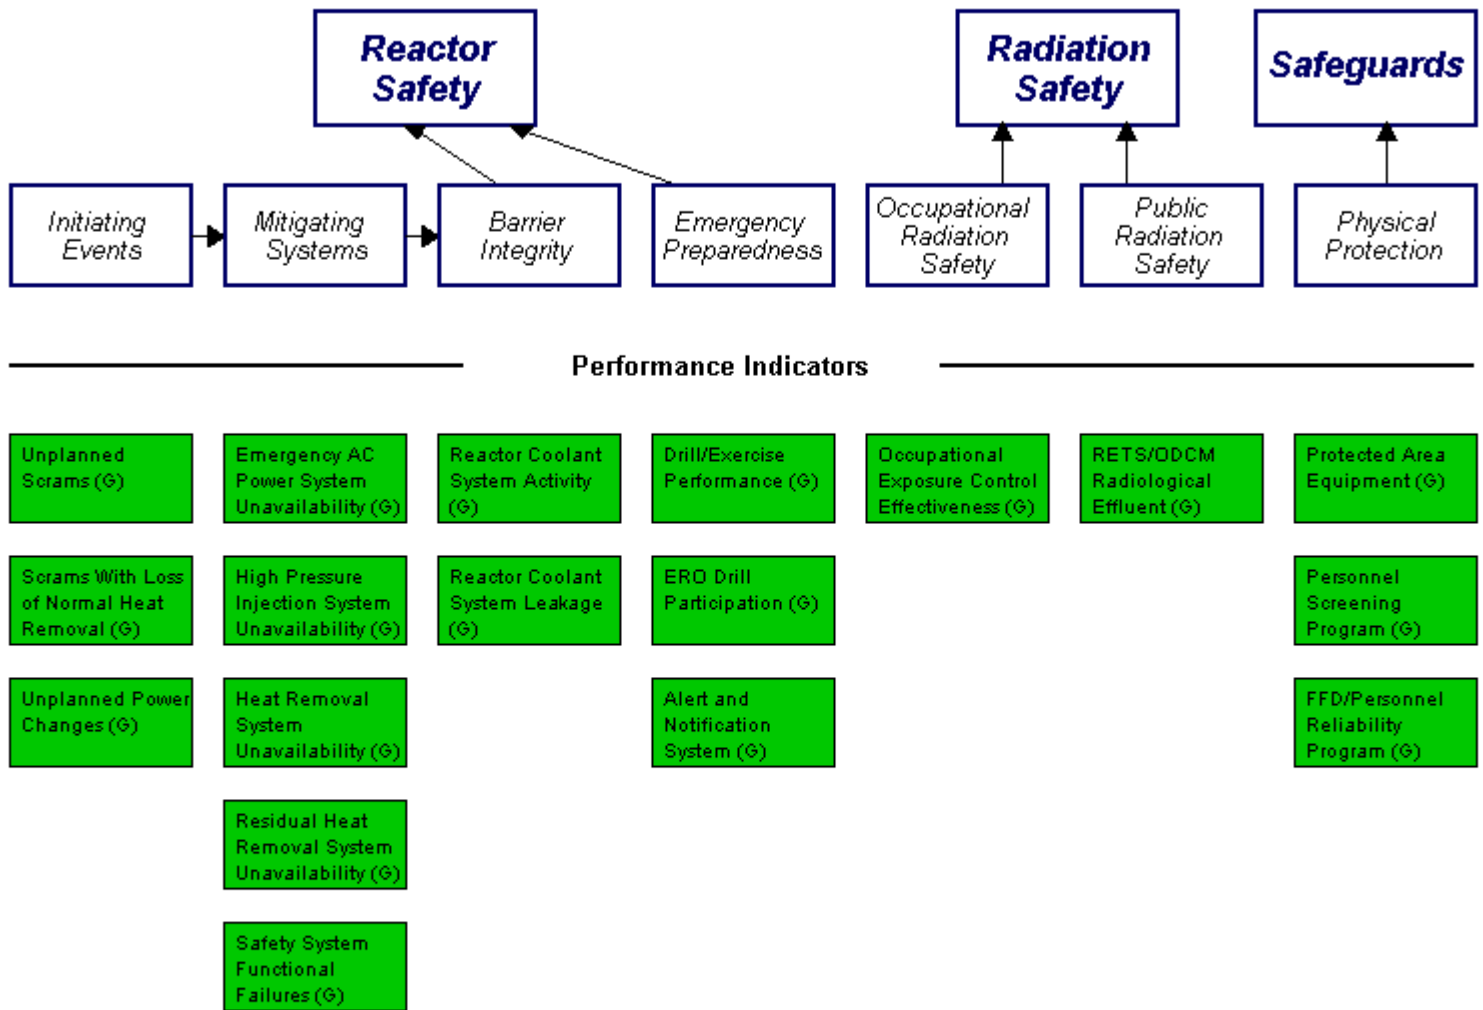 Reactor
Safety
Radiation
Safety
Safeguards
Initiating
Events
Mitigating
Systems
Barrier
Integrity
Emergency
Preparedness
Occupational
Radiation
Safety
Public
Radiation
Safety
Physical
Protection
Performance Indicators
Unplanned
Scrams (G)
Emergency AC
Power System
Unavailability (G)
Reactor Coolant
System Activity
(G)
Drill/Exercise
Performance (G)
Occupational
Exposure Control
Effectiveness (G)
RETS/ODCM
Radiological
Effluent (G)
Protected Area
Equipment (G)
Scrams With Loss
of Normal Heat
Removal (G)
High Pressure
Injection System
Unavailability (G)
Reactor Coolant
System Leakage
(G)
ERO Drill
Participation (G)
Personnel
Screening
Program (G)
Unplanned Power
Changes (G)
Heat Removal
System
Unavailability (G)
Alert and
Notification
System (G)
FFD/Personnel
Reliability
Program (G)
Residual Heat
Removal System
Unavailability (G)
Safety System
Functional
Failures (G)